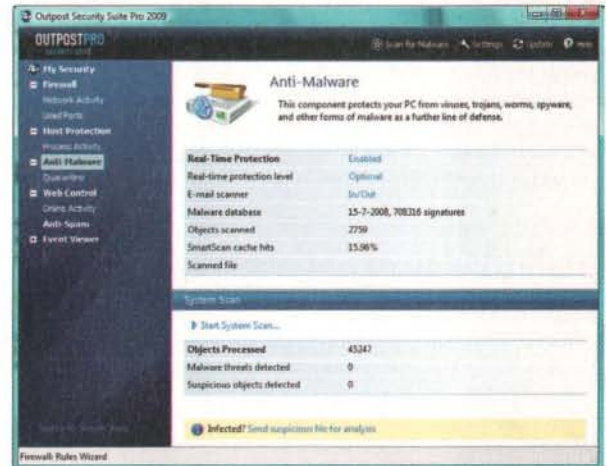 Outpost Security Suite Pro 2009
OUTPOSTPRO
Scan for Malware Settings Update Help
My Security
Firewall
Network Activity
Used Ports
Host Protection
Process Activity
Anti-Malware
Quarantine
Web Control
Online Activity
Anti-Spam
Event Viewer
Anti-Malware
This component protects your PC from viruses, trojans, worms, spyware,
and other forms of malware as a further line of defense.
Real-Time Protection Enabled
Real-time protection level Optimal
E-mail scanner In/Out
Malware database 15-7-2008, 708316 signatures
Objects scanned 2759
SmartScan cache hits 15.96%
Scanned file
System Scan
Start System Scan...
Objects Processed 45247
Malware threats detected 0
Suspicious objects detected 0
Infected? Send suspicious file for analysis
Firewall: Rules Wizard